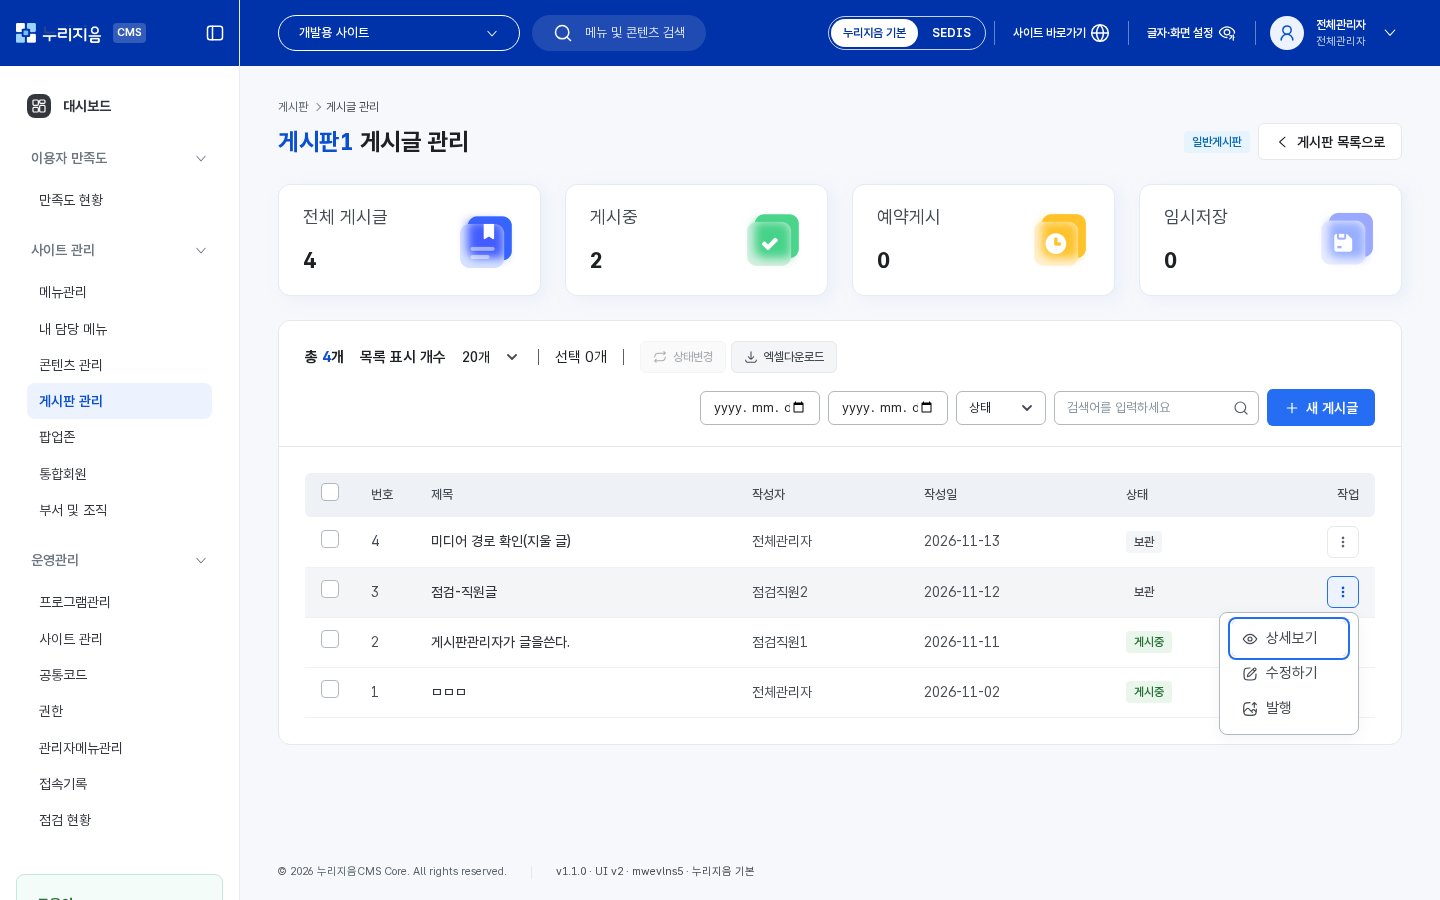 누리지음 CMS
개발용 사이트
메뉴 및 콘텐츠 검색
누리지음 기본
SEDIS
사이트 바로가기
글자·화면 설정
전체관리자
전체관리자
대시보드
이용자 만족도
만족도 현황
사이트 관리
메뉴관리
내 담당 메뉴
콘텐츠 관리
게시판 관리
팝업존
통합회원
부서 및 조직
운영관리
프로그램관리
사이트 관리
공통코드
권한
관리자메뉴관리
접속기록
점검 현황
게시판 게시글 관리
게시판1 게시글 관리
일반게시판
게시판 목록으로
전체 게시글
4
게시중
2
예약게시
0
임시저장
0
총 4개 목록 표시 개수 20개 선택 0개 상태변경 엑셀다운로드
yyyy. mm. d yyyy. mm. d 상태 검색어를 입력하세요 새 게시글
번호 제목 작성자 작성일 상태 작업
4 미디어 경로 확인(지울 글) 전체관리자 2026-11-13 보관
3 점검-직원글 점검직원2 2026-11-12 보관
2 게시판관리자가 글을쓴다. 점검직원1 2026-11-11 게시중
1 ㅁㅁㅁ 전체관리자 2026-11-02 게시중
상세보기
수정하기
발행
© 2026 누리지음CMS Core. All rights reserved.
v1.1.0 · UI v2 · mwevlns5 · 누리지음 기본